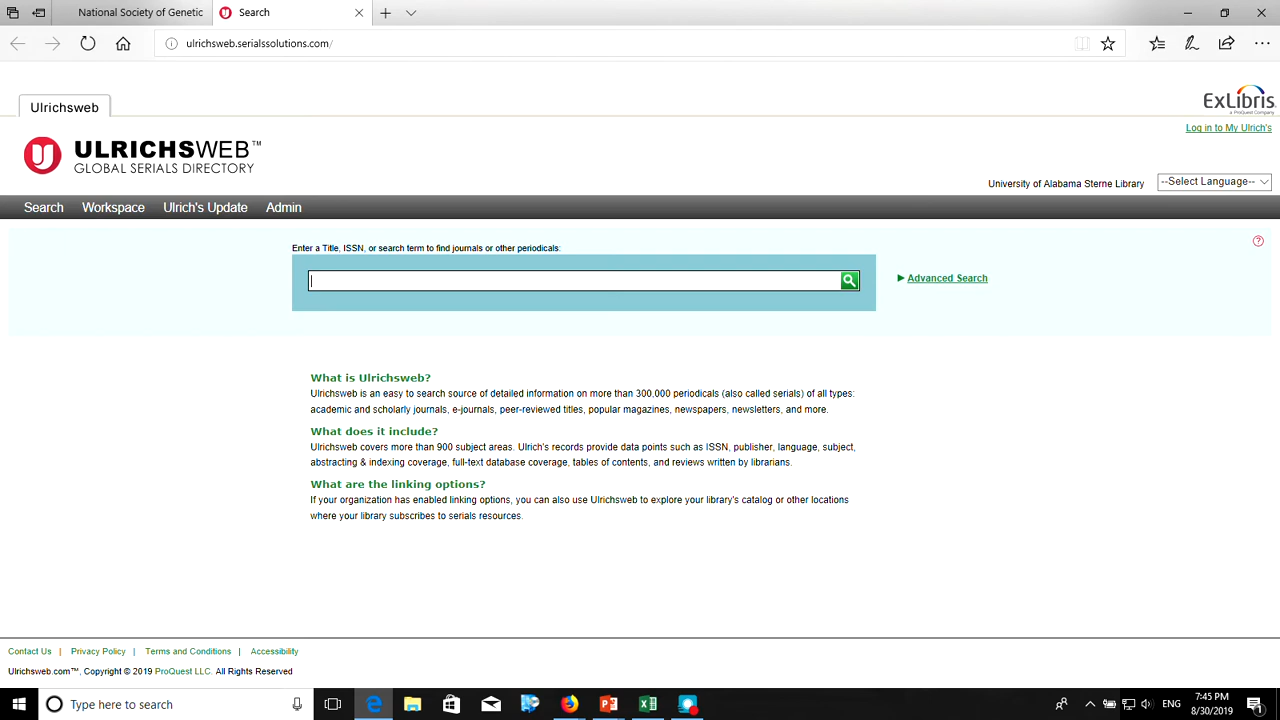 National Society of Genetic
Search
ulrichsweb.serialssolutions.com/
Ulrichsweb
ExLibris
a ProQuest Company
Log in to My Ulrich's
ULRICHSWEB™
GLOBAL SERIALS DIRECTORY
University of Alabama Sterne Library
--Select Language--
Search Workspace Ulrich's Update Admin
Enter a Title, ISSN, or search term to find journals or other periodicals:
?
Advanced Search
What is Ulrichsweb?
Ulrichsweb is an easy to search source of detailed information on more than 300,000 periodicals (also called serials) of all types:
academic and scholarly journals, e-journals, peer-reviewed titles, popular magazines, newspapers, newsletters, and more.
What does it include?
Ulrichsweb covers more than 900 subject areas. Ulrich's records provide data points such as ISSN, publisher, language, subject,
abstracting & indexing coverage, full-text database coverage, tables of contents, and reviews written by librarians.
What are the linking options?
If your organization has enabled linking options, you can also use Ulrichsweb to explore your library's catalog or other locations
where your library subscribes to serials resources.
Contact Us | Privacy Policy | Terms and Conditions | Accessibility
Ulrichsweb.com™, Copyright © 2019 ProQuest LLC. All Rights Reserved
Type here to search
ENG
7:45 PM
8/30/2019